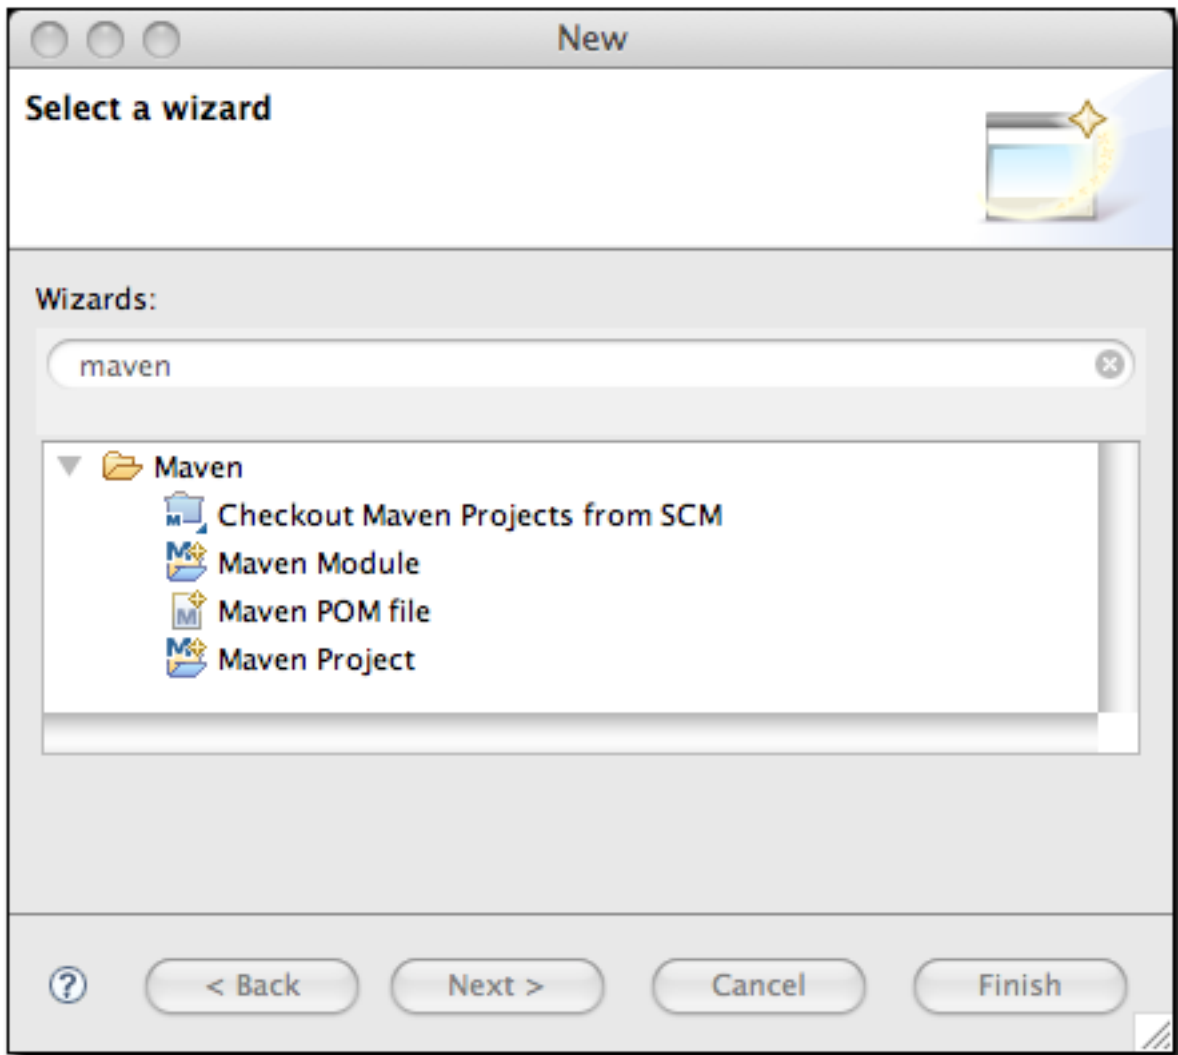 New
Select a wizard
Wizards:
maven
Maven
Checkout Maven Projects from SCM
Maven Module
Maven POM file
Maven Project
? < Back Next > Cancel Finish